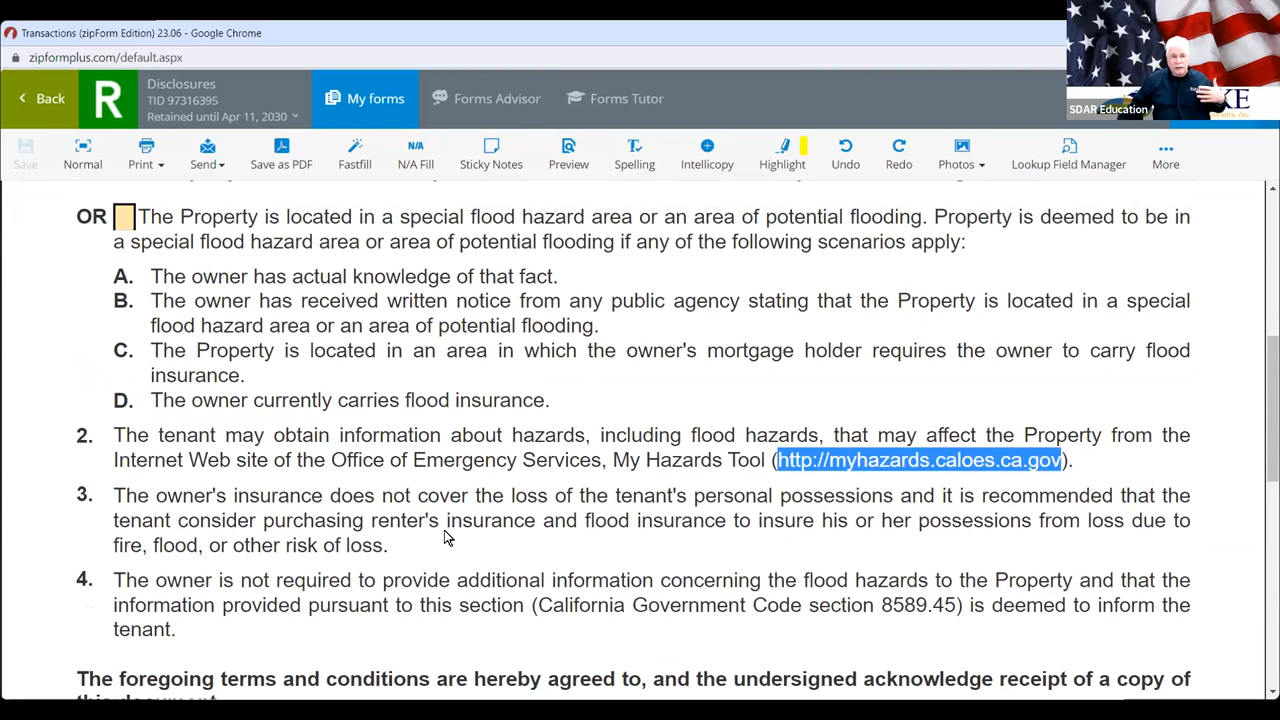 Transactions (zipForm Edition) 23.06 - Google Chrome
zipformplus.com/default.aspx
Back
R
Disclosures
TID 97316395
Retained until Apr 11, 2030
My forms
Forms Advisor
Forms Tutor
SDAR Education
KE
Save
Normal
Print
Send
Save as PDF
Fastfill
N/A
N/A Fill
Sticky Notes
Preview
Spelling
Intellicopy
Highlight
Undo
Redo
Photos
Lookup Field Manager
More
OR The Property is located in a special flood hazard area or an area of potential flooding. Property is deemed to be in
a special flood hazard area or area of potential flooding if any of the following scenarios apply:
A. The owner has actual knowledge of that fact.
B. The owner has received written notice from any public agency stating that the Property is located in a special
flood hazard area or an area of potential flooding.
C. The Property is located in an area in which the owner's mortgage holder requires the owner to carry flood
insurance.
D. The owner currently carries flood insurance.
2. The tenant may obtain information about hazards, including flood hazards, that may affect the Property from the
Internet Web site of the Office of Emergency Services, My Hazards Tool (http://myhazards.caloes.ca.gov).
3. The owner's insurance does not cover the loss of the tenant's personal possessions and it is recommended that the
tenant consider purchasing renter's insurance and flood insurance to insure his or her possessions from loss due to
fire, flood, or other risk of loss.
4. The owner is not required to provide additional information concerning the flood hazards to the Property and that the
information provided pursuant to this section (California Government Code section 8589.45) is deemed to inform the
tenant.
The foregoing terms and conditions are hereby agreed to, and the undersigned acknowledge receipt of a copy of
this document.